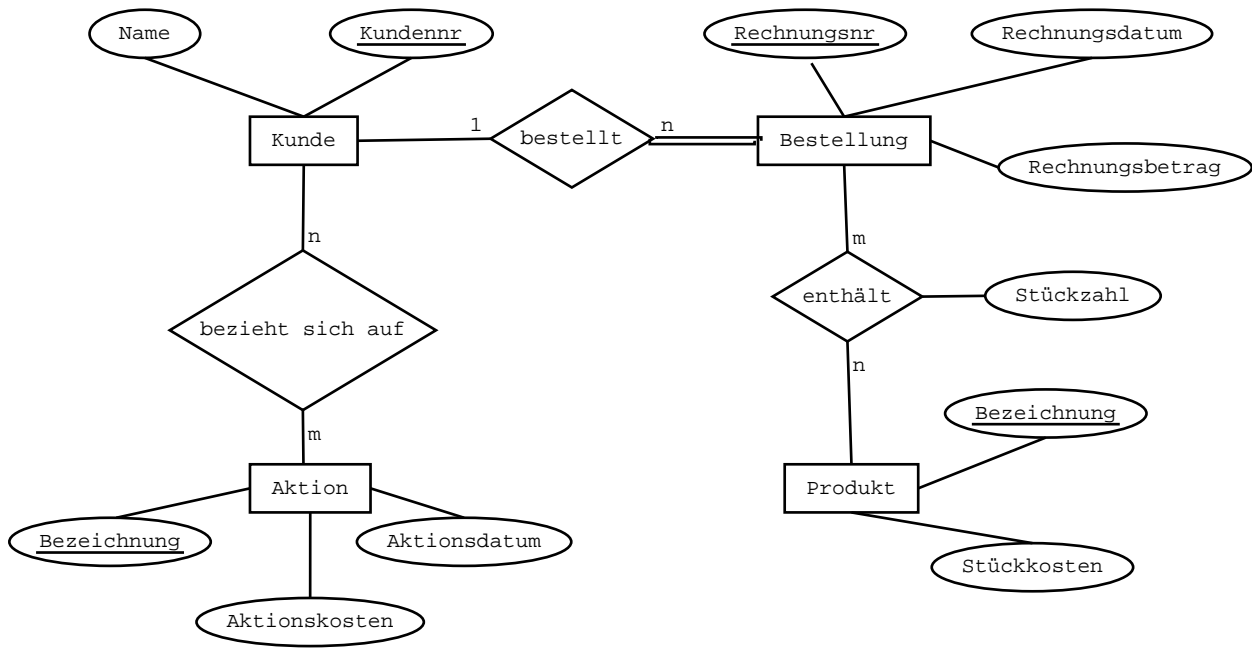 Name
Kundennr
Rechnungsnr
Rechnungsdatum
Kunde
1
bestellt
n
Bestellung
Rechnungsbetrag
n
m
bezieht sich auf
enthält
Stückzahl
m
n
Bezeichnung
Aktion
Produkt
Bezeichnung
Aktionsdatum
Stückkosten
Aktionskosten